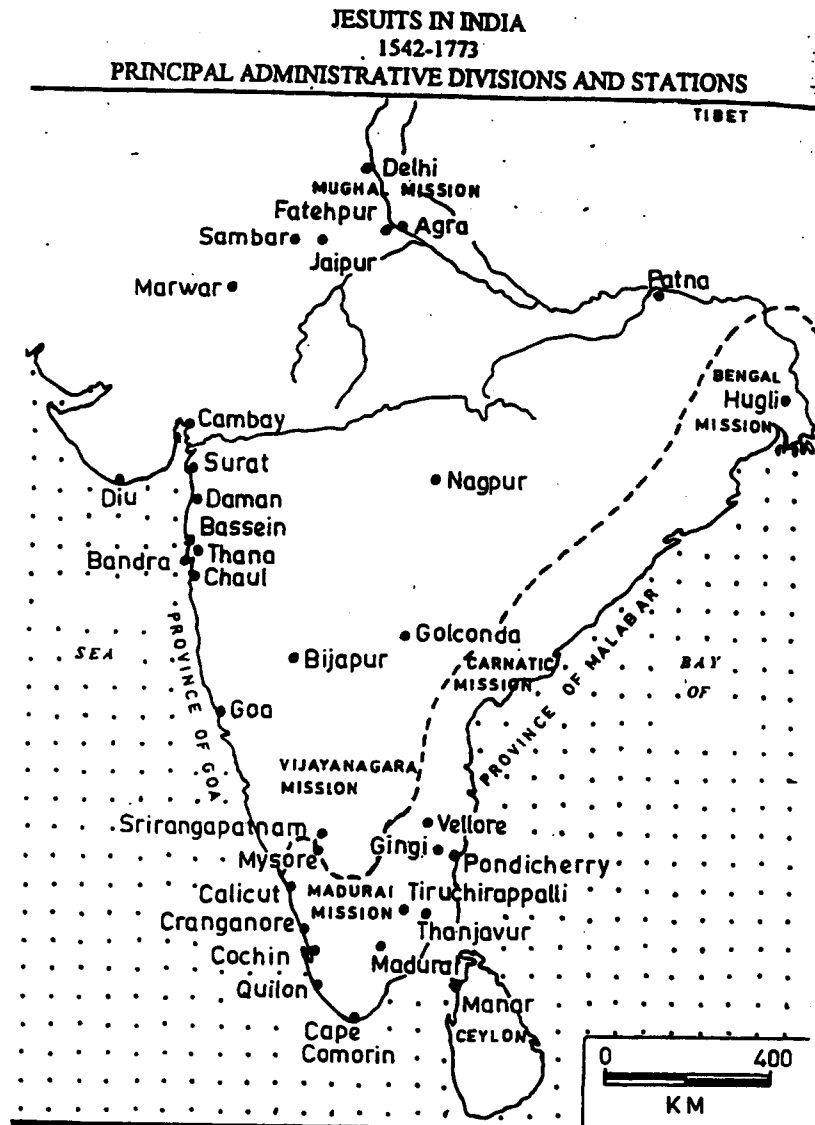 JESUITS IN INDIA
1542-1773
PRINCIPAL ADMINISTRATIVE DIVISIONS AND STATIONS
TIBET
Delhi
MUGHAL MISSION
Fatehpur
Agra
Sambar
Jaipur
Marwar
Patna
BENGAL
Hugli
MISSION
Cambay
Surat
Nagpur
Diu
Daman
Bassein
Thana
Bandra
Chaul
PROVINCE OF GOA
Golconda
SEA
Bijapur
CARNATIC
MISSION
PROVINCE OF MALABAR
BAY
OF
Goa
VIJAYANAGARA
MISSION
Srirangapatnam
Vellore
Mysore
Gingi
Pondicherry
Calicut
MADURAI
MISSION
Tiruchirappalli
Cranganore
Thanjavur
Cochin
Madurai
Quilon
Manar
CEYLON
Cape
Comorin
0 400
KM